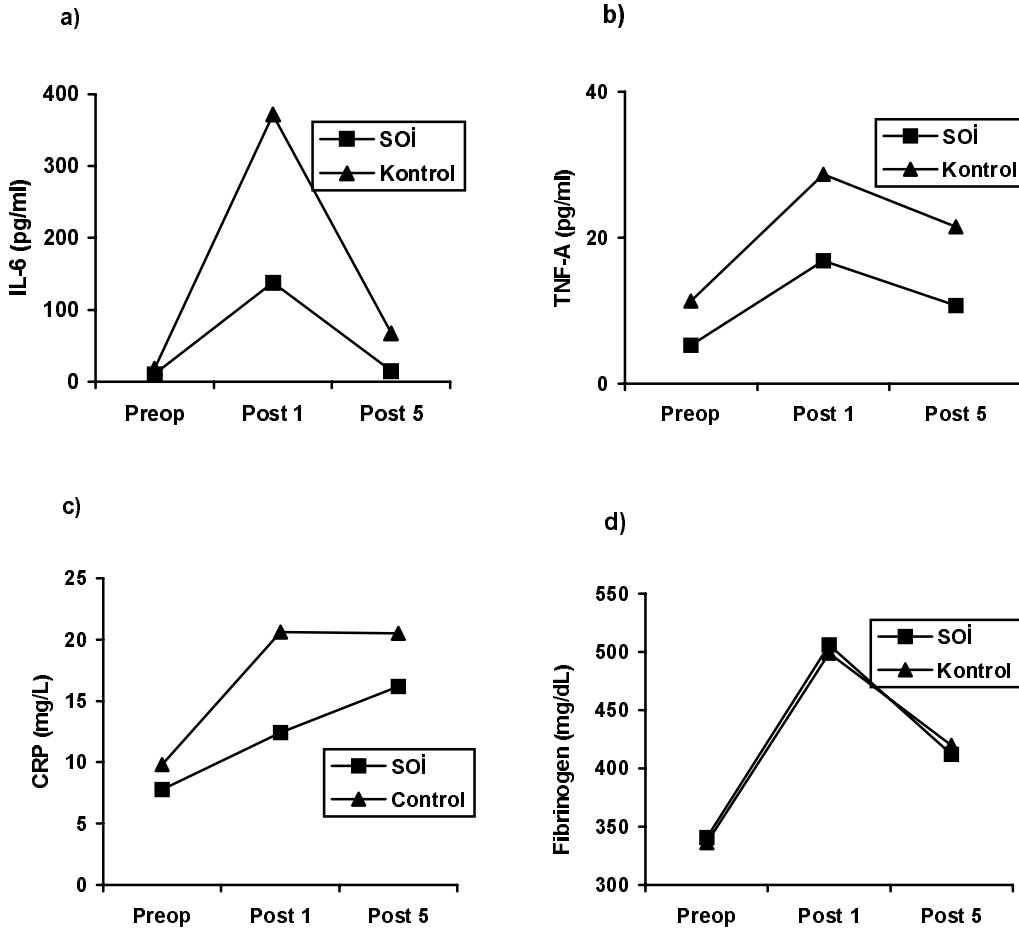 a)
400
300
200
100
0
IL-6 (pg/ml)
SOİ
Kontrol
Preop Post 1 Post 5
b)
40
20
0
TNF-A (pg/ml)
SOİ
Kontrol
Preop Post 1 Post 5
c)
25
20
15
10
5
0
CRP (mg/L)
SOİ
Control
Preop Post 1 Post 5
d)
550
500
450
400
350
300
Fibrinogen (mg/dL)
SOİ
Kontrol
Preop Post 1 Post 5